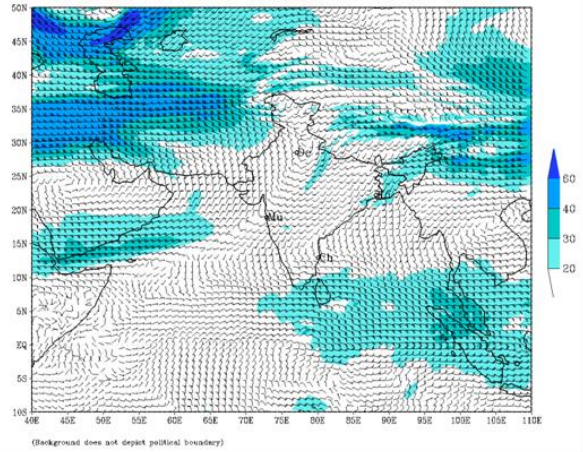 50N
45N
40N
35N
30N
25N
20N
15N
10N
5N
EQ
5S
10S
40E 45E 50E 55E 60E 65E 70E 75E 80E 85E 90E 95E 100E 105E 110E
De
Mu
Ch
60
40
30
20
(Background does not depict political boundary)